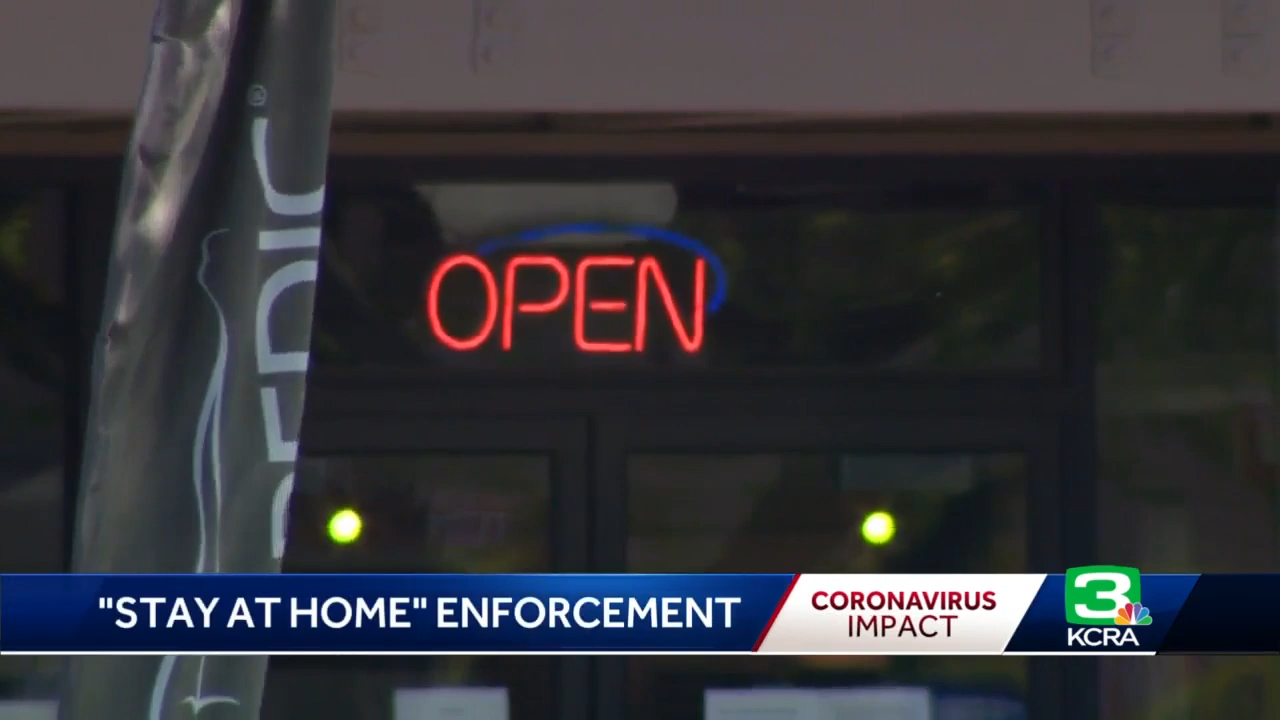 OPEN
"STAY AT HOME" ENFORCEMENT
CORONAVIRUS
IMPACT
3
KCRA